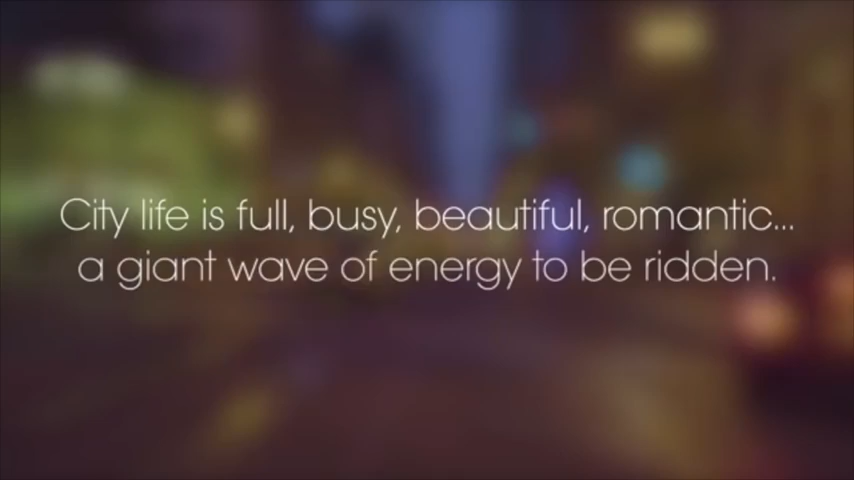 City life is full, busy, beautiful, romantic...
a giant wave of energy to be ridden.